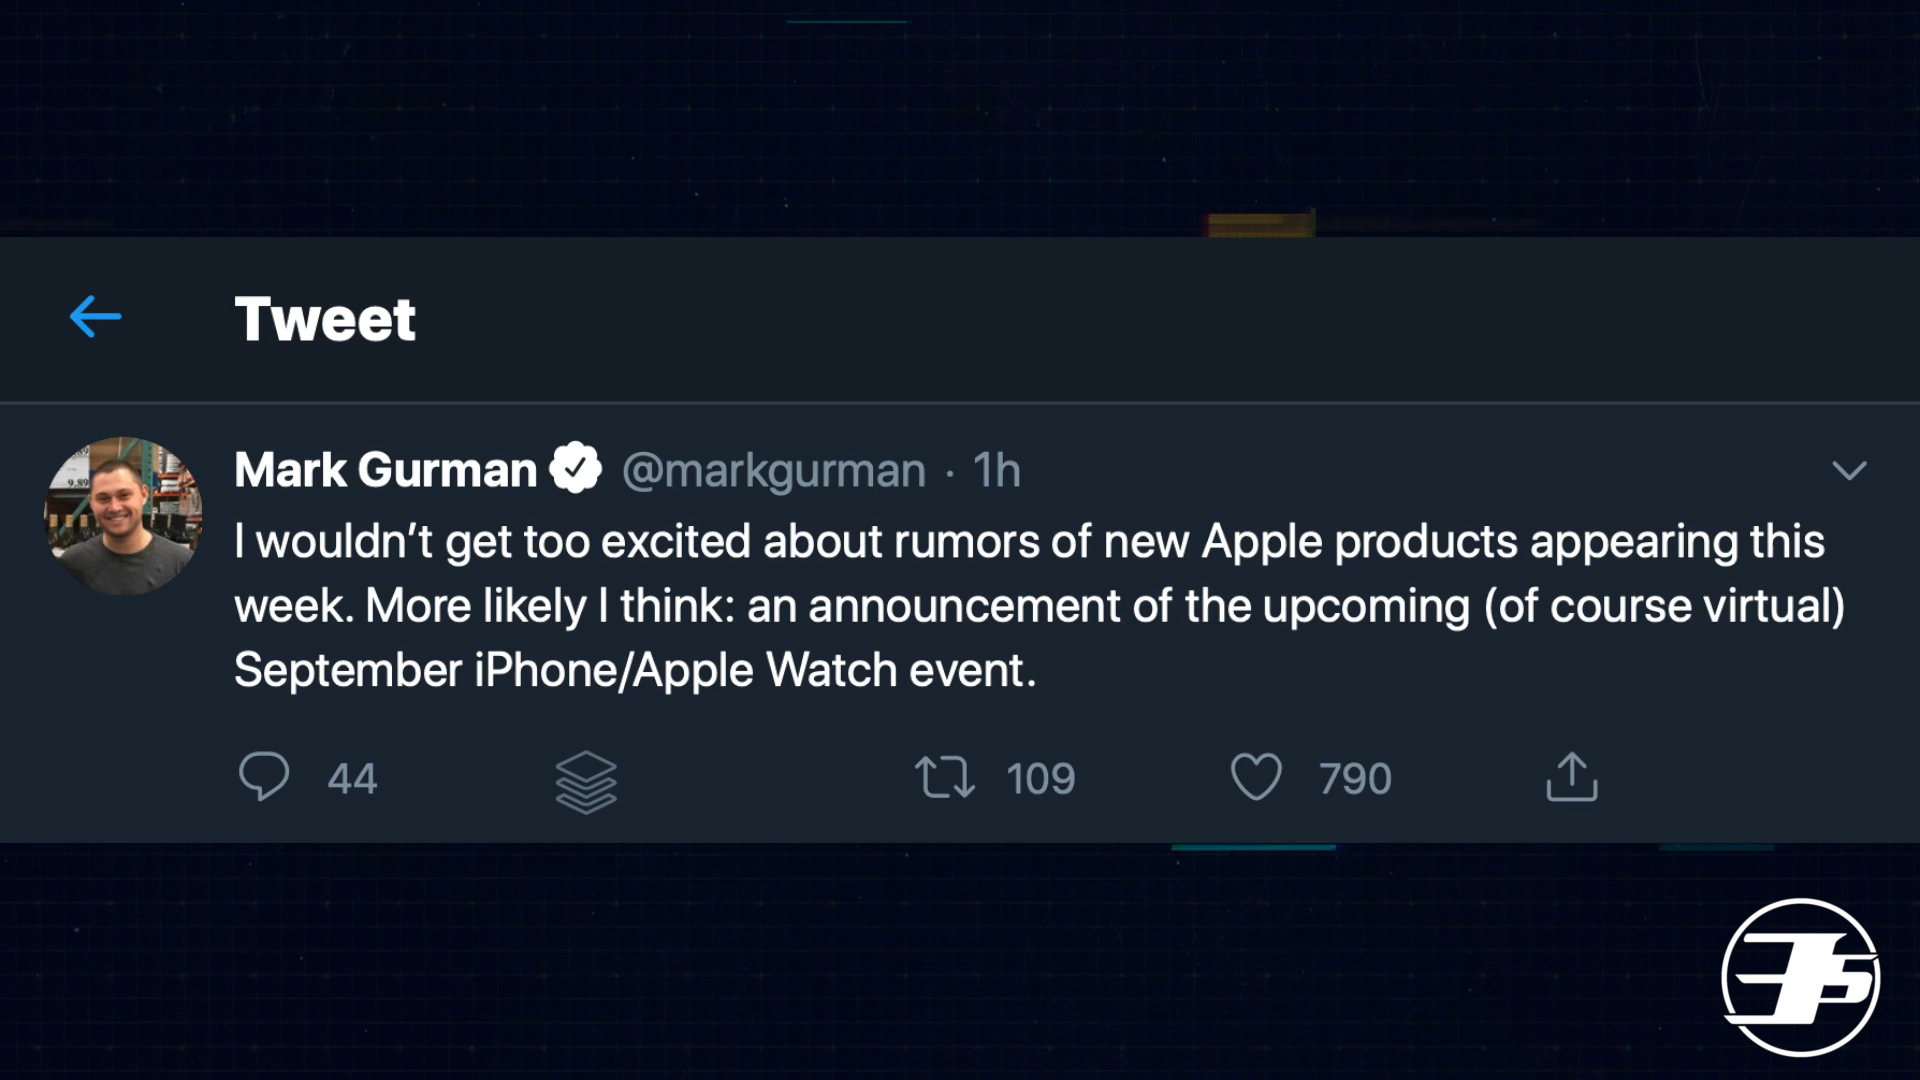 Tweet
Mark Gurman @markgurman · 1h
I wouldn’t get too excited about rumors of new Apple products appearing this
week. More likely I think: an announcement of the upcoming (of course virtual)
September iPhone/Apple Watch event.
44 109 790